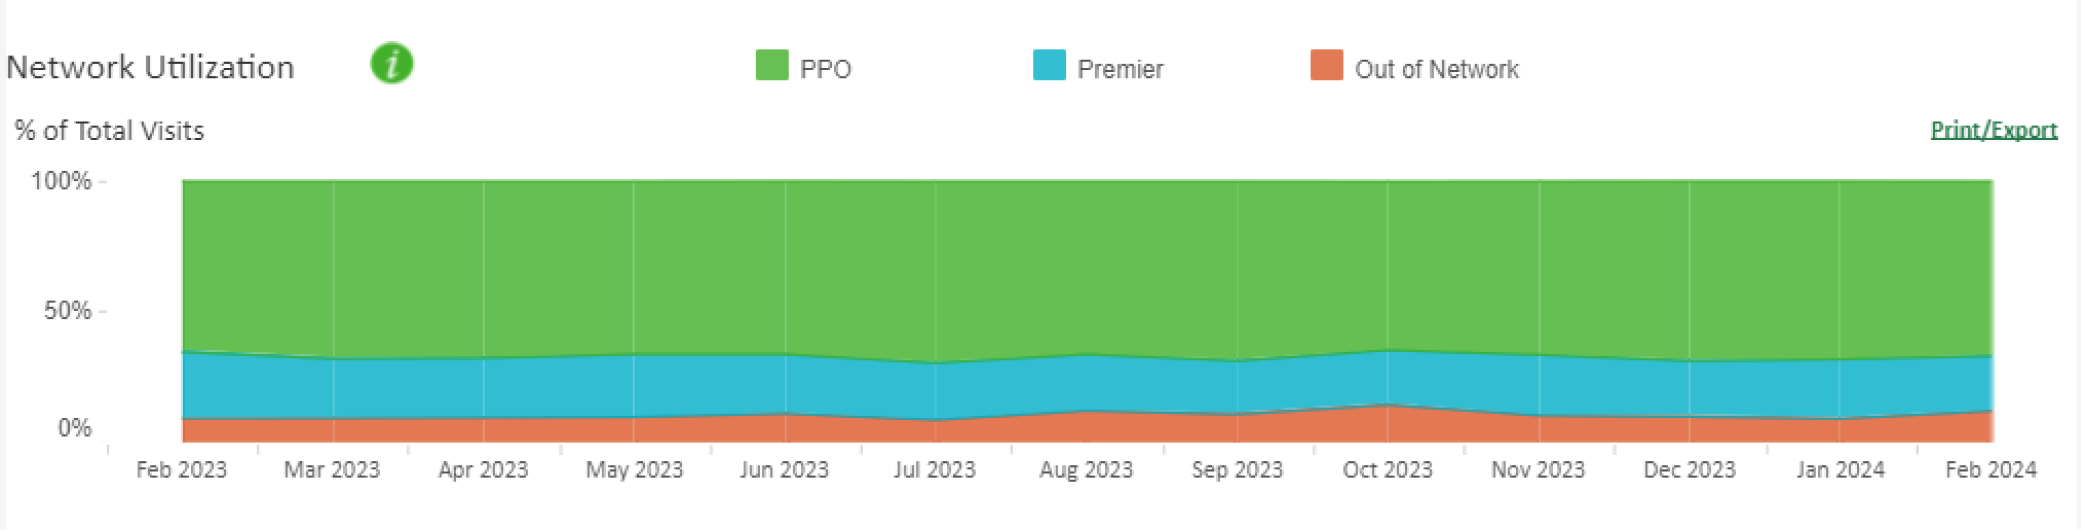 Network Utilization i PPO Premier Out of Network
% of Total Visits Print/Export
100%
50%
0%
Feb 2023 Mar 2023 Apr 2023 May 2023 Jun 2023 Jul 2023 Aug 2023 Sep 2023 Oct 2023 Nov 2023 Dec 2023 Jan 2024 Feb 2024